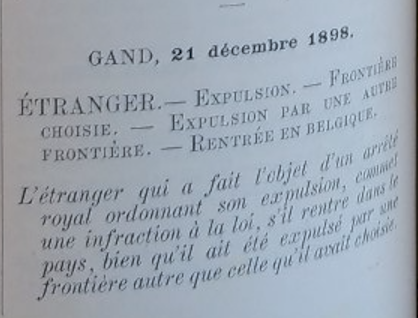 GAND, 21 décembre 1898.
ÉTRANGER. — EXPULSION. — FRONTIÈRE
CHOISIE. — EXPULSION PAR UNE AUTRE
FRONTIÈRE. — RENTRÉE EN BELGIQUE.
L'étranger qui a fait l'objet d'un arrêté
royal ordonnant son expulsion, commet
une infraction à la loi, s'il rentre dans le
pays, bien qu'il ait été expulsé par une
frontière autre que celle qu'il avait choisie.